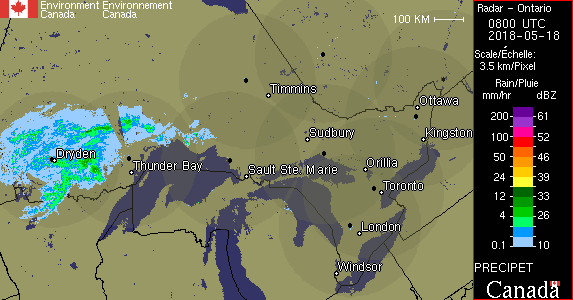 Environment Environnement
Canada Canada
100 KM
Timmins
Ottawa
Sudbury
Kingston
Dryden
Thunder Bay
Sault Ste. Marie
Orillia
Toronto
London
Windsor
Radar - Ontario
0800 UTC
2018-05-18
Scale/Échelle:
3.5 km/Pixel
Rain/Pluie
mm/hr dBZ
200 61
100 57
50 52
50 46
24 39
12 33
4 26
0.1 10
PRECIPET
Canada